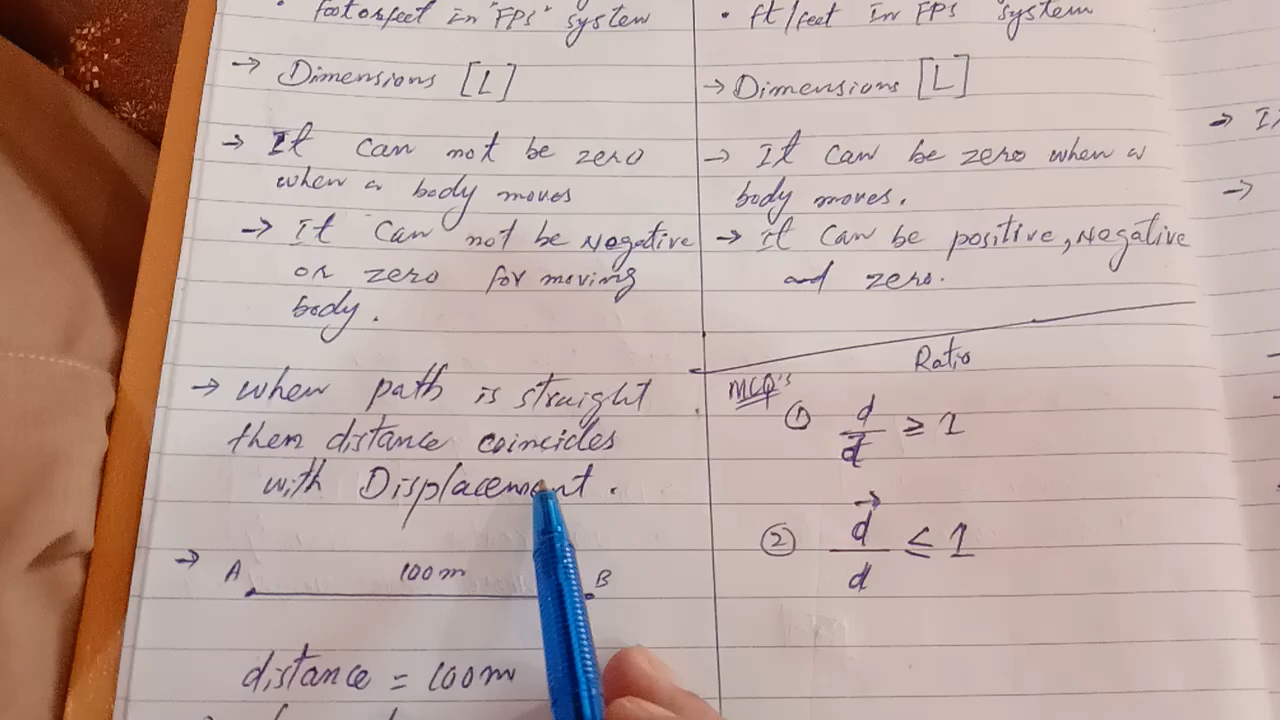 • foot or feet in "FPS" system
→ Dimensions [L]
→ It can not be zero
when a body moves
→ It can not be Negative
or zero for moving
body.
→ when path is straight
then distance coincides
with Displacement.
→ A 100m B
distance = 100m
• ft/feet In FPS system
→ Dimensions [L]
→ It can be zero when a
body moves.
→ it can be positive, Negative
and zero.
Ratio
MCQ's
① d/d⃗ ≥ 1
② d⃗/d ≤ 1
→ It
→